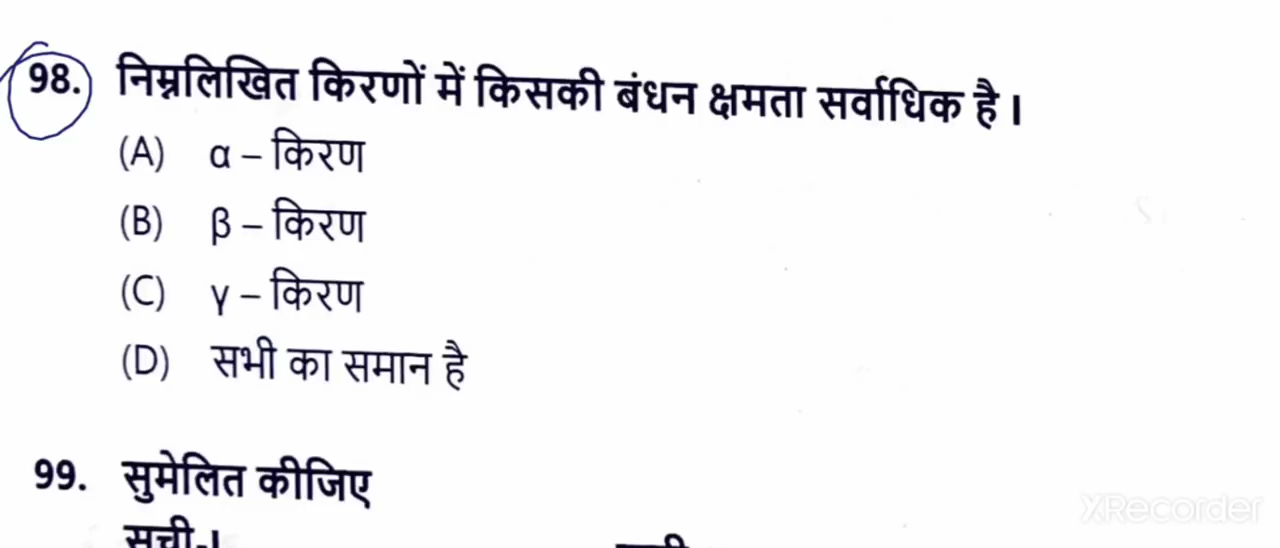 98. निम्नलिखित किरणों में किसकी बंधन क्षमता सर्वाधिक है।
(A) α – किरण
(B) β – किरण
(C) γ – किरण
(D) सभी का समान है
99. सुमेलित कीजिए
सूची-I
XRecorder